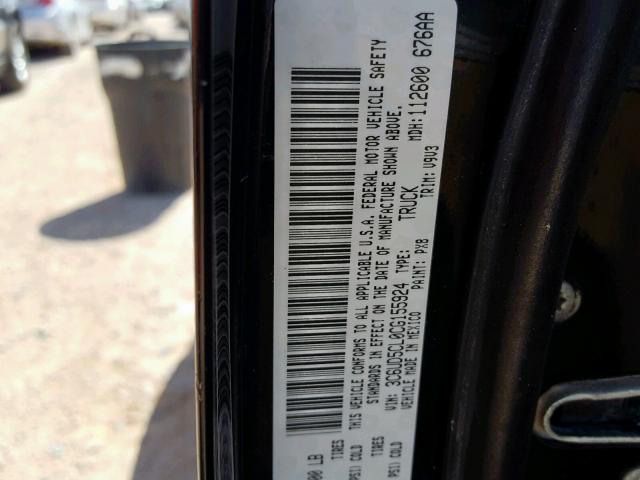 00 LB
TIRES
PSI) COLD
TIRES
PSI) COLD
THIS VEHICLE CONFORMS TO ALL APPLICABLE U.S.A. FEDERAL MOTOR VEHICLE SAFETY
STANDARDS IN EFFECT ON THE DATE OF MANUFACTURE SHOWN ABOVE.
VIN: 3C6UD5CL0CG155924 TYPE: TRUCK MDH: 112600 676AA
VEHICLE MADE IN MEXICO PAINT: PX8 TRIM: V9V3